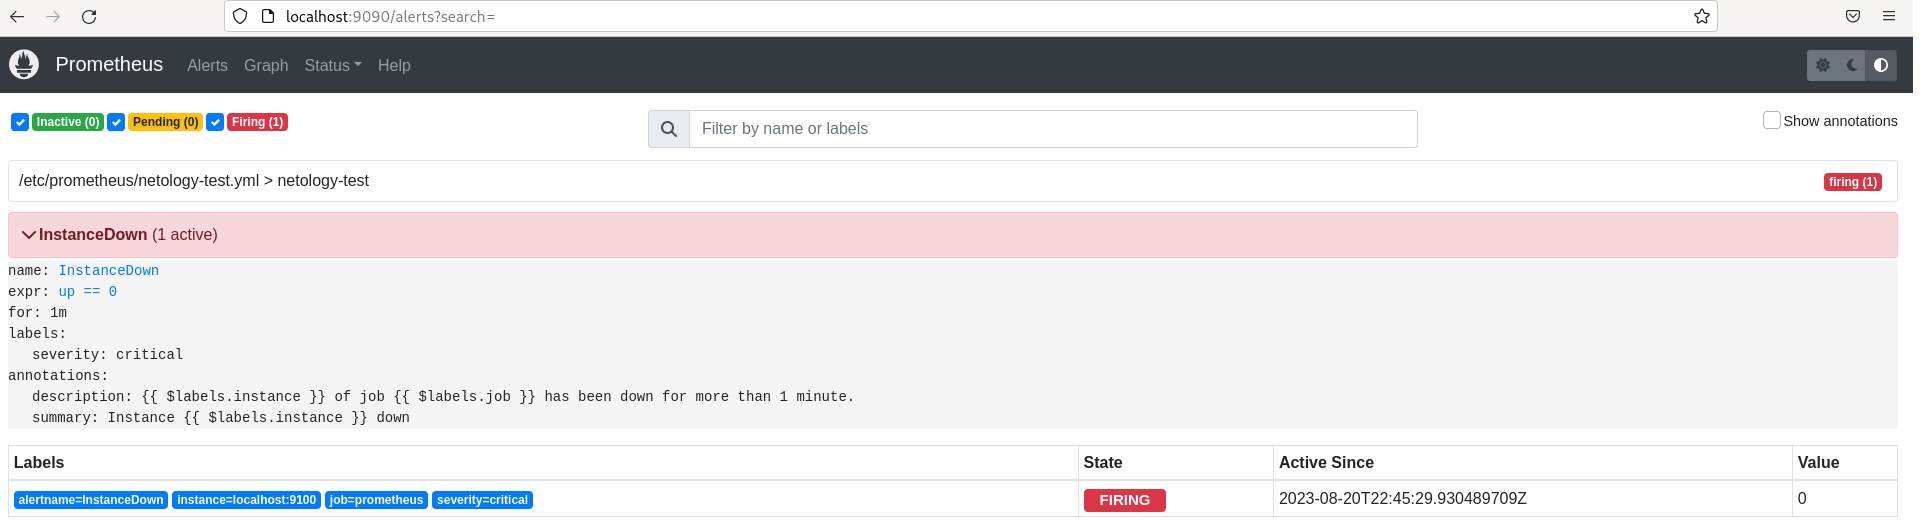 localhost:9090/alerts?search=
Prometheus Alerts Graph Status Help
Inactive (0) Pending (0) Firing (1) Filter by name or labels Show annotations
/etc/prometheus/netology-test.yml > netology-test firing (1)
InstanceDown (1 active)
name: InstanceDown
expr: up == 0
for: 1m
labels:
severity: critical
annotations:
description: {{ $labels.instance }} of job {{ $labels.job }} has been down for more than 1 minute.
summary: Instance {{ $labels.instance }} down
Labels State Active Since Value
alertname=InstanceDown instance=localhost:9100 job=prometheus severity=critical FIRING 2023-08-20T22:45:29.930489709Z 0